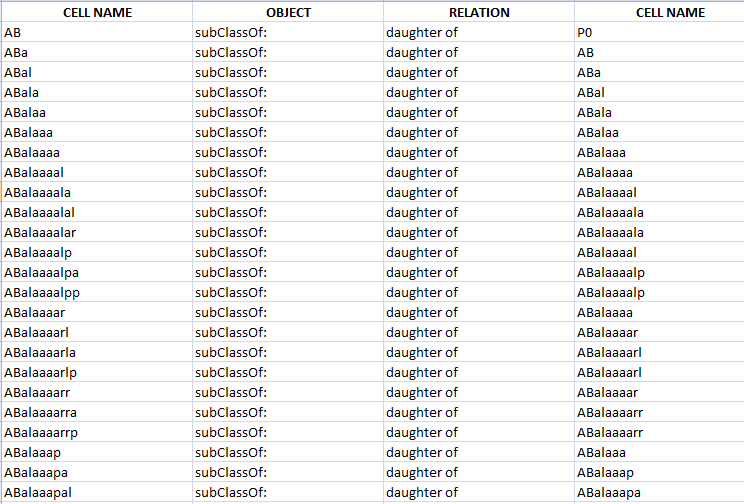 CELL NAME OBJECT RELATION CELL NAME
AB subClassOf: daughter of P0
ABa subClassOf: daughter of AB
ABal subClassOf: daughter of ABa
ABala subClassOf: daughter of ABal
ABalaa subClassOf: daughter of ABala
ABalaaa subClassOf: daughter of ABalaa
ABalaaaa subClassOf: daughter of ABalaaa
ABalaaaal subClassOf: daughter of ABalaaaa
ABalaaaala subClassOf: daughter of ABalaaaal
ABalaaaalal subClassOf: daughter of ABalaaaala
ABalaaaalar subClassOf: daughter of ABalaaaala
ABalaaaalp subClassOf: daughter of ABalaaaal
ABalaaaalpa subClassOf: daughter of ABalaaaalp
ABalaaaalpp subClassOf: daughter of ABalaaaalp
ABalaaaar subClassOf: daughter of ABalaaaa
ABalaaaarl subClassOf: daughter of ABalaaaar
ABalaaaarla subClassOf: daughter of ABalaaaarl
ABalaaaarlp subClassOf: daughter of ABalaaaarl
ABalaaaarr subClassOf: daughter of ABalaaaar
ABalaaaarra subClassOf: daughter of ABalaaaarr
ABalaaaarrp subClassOf: daughter of ABalaaaarr
ABalaaap subClassOf: daughter of ABalaaa
ABalaaapa subClassOf: daughter of ABalaaap
ABalaaapal subClassOf: daughter of ABalaaapa